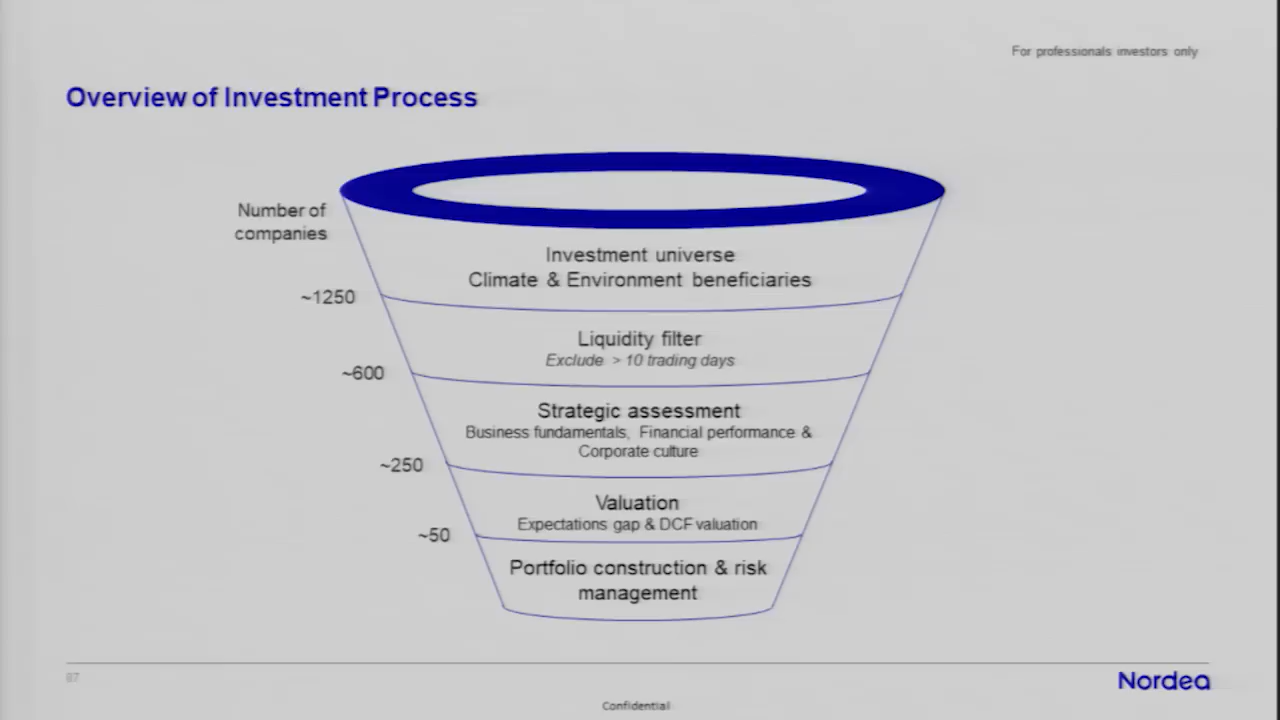 For professionals investors only
Overview of Investment Process
Number of
companies
Investment universe
Climate & Environment beneficiaries
~1250
Liquidity filter
Exclude > 10 trading days
~600
Strategic assessment
Business fundamentals, Financial performance &
Corporate culture
~250
Valuation
Expectations gap & DCF valuation
~50
Portfolio construction & risk
management
Nordea
Confidential